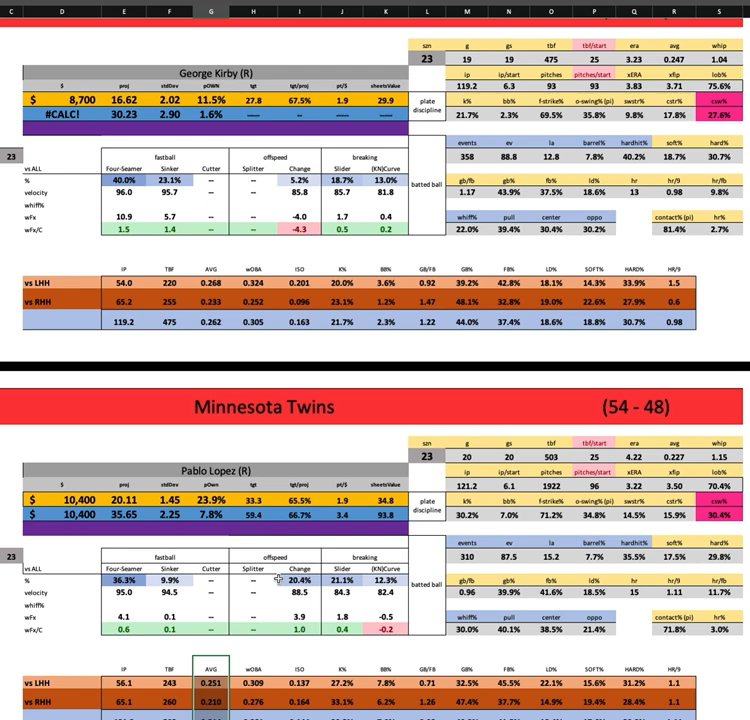 C D E F G H I J K L M N O P Q R S
szn g gs tbf tbf/start era avg whip
23 19 19 475 25 3.23 0.247 1.04
George Kirby (R) ip ip/start pitches pitches/start xERA xfip lob%
$ proj stdDev pOWN tgt tgt/proj pt/$ sheetsValue 119.2 6.3 93 93 3.83 3.71 75.6%
$ 8,700 16.62 2.02 11.5% 27.8 67.5% 1.9 29.9 plate discipline k% bb% f-strike% o-swing% (pi) swstr% cstr% csw%
#CALC! 30.23 2.90 1.6% ---- ---- ---- ---- 21.7% 2.3% 69.5% 35.8% 9.8% 17.8% 27.6%
events ev la barrel% hardhit% soft% hard%
23 fastball offspeed breaking 358 88.8 12.8 7.8% 40.2% 18.7% 30.7%
vs ALL Four-Seamer Sinker Cutter Splitter Change Slider (KN)Curve
% 40.0% 23.1% -- -- 5.2% 18.7% 13.0% batted ball gb/fb gb% fb% ld% hr hr/9 hr/fb
velocity 96.0 95.7 -- -- 85.8 85.7 81.8 1.17 43.9% 37.5% 18.6% 13 0.98 9.8%
whiff%
wFx 10.9 5.7 -4.0 1.7 0.4 whiff% pull center oppo contact% (pi) hr%
wFx/C 1.5 1.4 -- -- -4.3 0.5 0.2 22.0% 39.4% 30.4% 30.2% 81.4% 2.7%
IP TBF AVG wOBA ISO K% BB% GB/FB GB% FB% LD% SOFT% HARD% HR/9
vs LHH 54.0 220 0.268 0.324 0.201 20.0% 3.6% 0.92 39.2% 42.8% 18.1% 14.3% 33.9% 1.5
vs RHH 65.2 255 0.233 0.252 0.096 23.1% 1.2% 1.47 48.1% 32.8% 19.0% 22.6% 27.9% 0.6
119.2 475 0.262 0.305 0.163 21.7% 2.3% 1.22 44.0% 37.4% 18.6% 18.8% 30.7% 0.98
Minnesota Twins (54 - 48)
szn g gs tbf tbf/start era avg whip
23 20 20 503 25 4.22 0.227 1.15
Pablo Lopez (R) ip ip/start pitches pitches/start xERA xfip lob%
$ proj stdDev pOwn tgt tgt/proj pt/$ sheetsValue 121.2 6.1 1922 96 3.22 3.50 70.4%
$ 10,400 20.11 1.45 23.9% 33.3 65.5% 1.9 34.8 plate discipline k% bb% f-strike% o-swing% (pi) swstr% cstr% csw%
$ 10,400 35.65 2.25 7.8% 59.4 66.7% 3.4 93.8 30.2% 7.0% 71.2% 34.8% 14.5% 15.9% 30.4%
events ev la barrel% hardhit% soft% hard%
23 fastball offspeed breaking 310 87.5 15.2 7.7% 35.5% 17.5% 29.8%
vs ALL Four-Seamer Sinker Cutter Splitter Change Slider (KN)Curve
% 36.3% 9.9% -- -- 20.4% 21.1% 12.3% batted ball gb/fb gb% fb% ld% hr hr/9 hr/fb
velocity 95.0 94.5 -- -- 88.5 84.3 82.4 0.96 39.9% 41.6% 18.5% 15 1.11 11.7%
whiff%
wFx 4.1 0.1 3.9 1.8 -0.5 whiff% pull center oppo contact% (pi) hr%
wFx/C 0.6 0.1 -- -- 1.0 0.4 -0.2 30.0% 40.1% 38.5% 21.4% 71.8% 3.0%
IP TBF AVG wOBA ISO K% BB% GB/FB GB% FB% LD% SOFT% HARD% HR/9
vs LHH 56.1 243 0.251 0.309 0.137 27.2% 7.8% 0.71 32.5% 45.5% 22.1% 15.6% 31.2% 1.1
vs RHH 65.1 260 0.210 0.276 0.164 33.1% 6.2% 1.26 47.4% 37.7% 14.9% 19.4% 28.4% 1.1